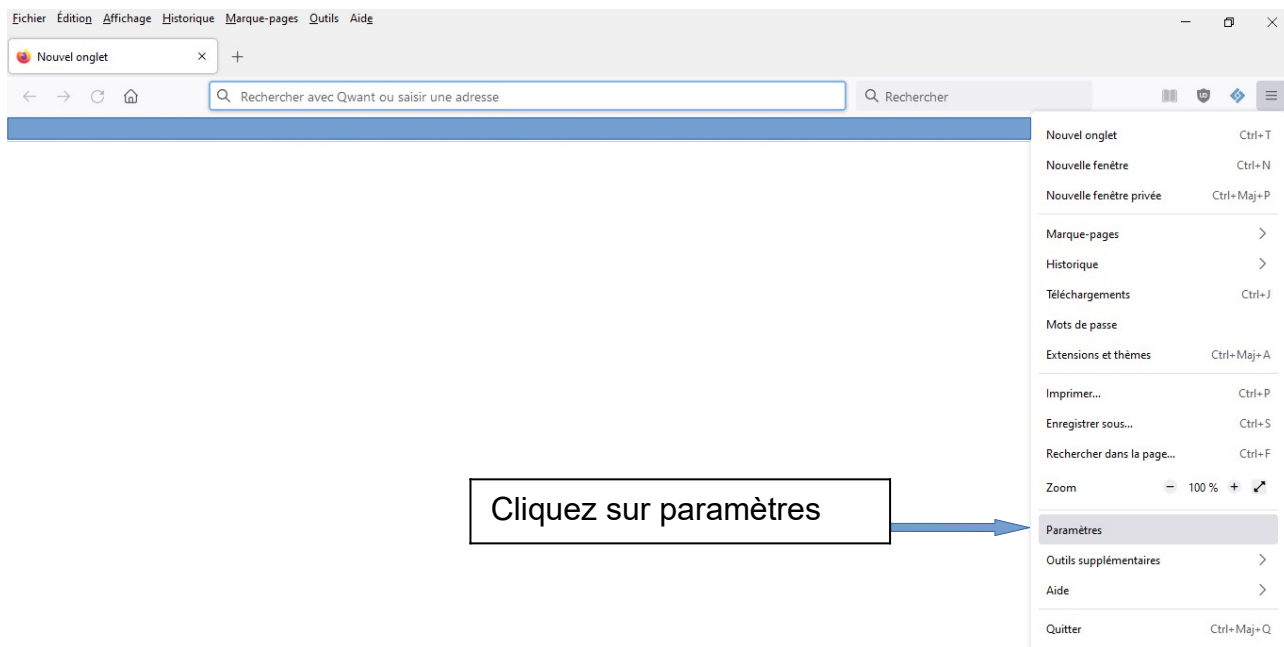 Fichier Édition Affichage Historique Marque-pages Outils Aide
Nouvel onglet
Rechercher avec Qwant ou saisir une adresse
Rechercher
Nouvel onglet Ctrl+T
Nouvelle fenêtre Ctrl+N
Nouvelle fenêtre privée Ctrl+Maj+P
Marque-pages
Historique
Téléchargements Ctrl+J
Mots de passe
Extensions et thèmes Ctrl+Maj+A
Imprimer... Ctrl+P
Enregistrer sous... Ctrl+S
Rechercher dans la page... Ctrl+F
Zoom − 100 % +
Cliquez sur paramètres
Paramètres
Outils supplémentaires
Aide
Quitter Ctrl+Maj+Q